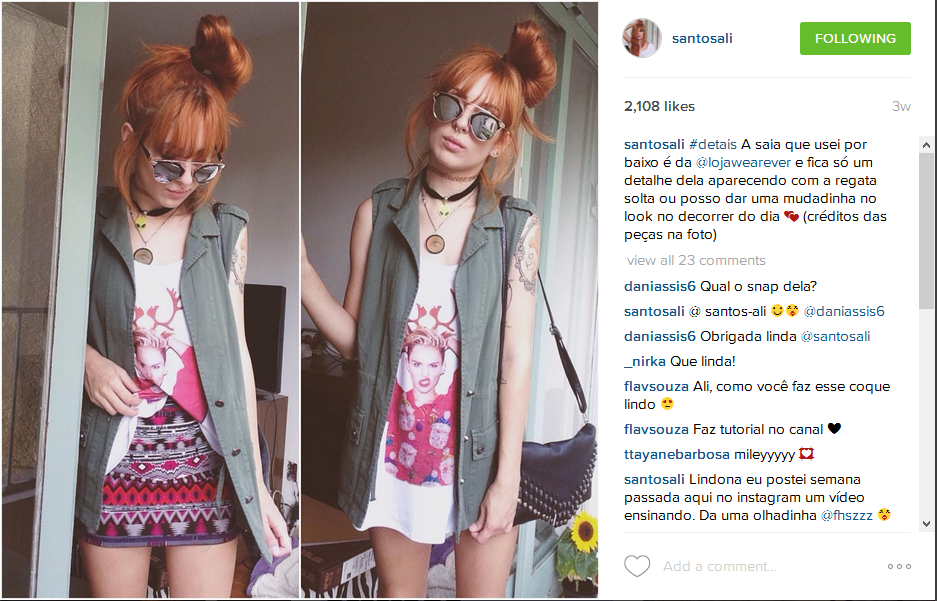 santosali
FOLLOWING
2,108 likes
3w
santosali #detais A saia que usei por
baixo é da @lojawearever e fica só um
detalhe dela aparecendo com a regata
solta ou posso dar uma mudadinha no
look no decorrer do dia 💕 (créditos das
peças na foto)
view all 23 comments
daniassis6 Qual o snap dela?
santosali @ santos-ali 😊😚 @daniassis6
daniassis6 Obrigada linda @santosali
_nirka Que linda!
flavsouza Ali, como você faz esse coque
lindo 😍
flavsouza Faz tutorial no canal 🖤
ttayanebarbosa mileyyyyy 💟
santosali Lindona eu postei semana
passada aqui no instagram um vídeo
ensinando. Da uma olhadinha @fhszzz 😚
Add a comment...